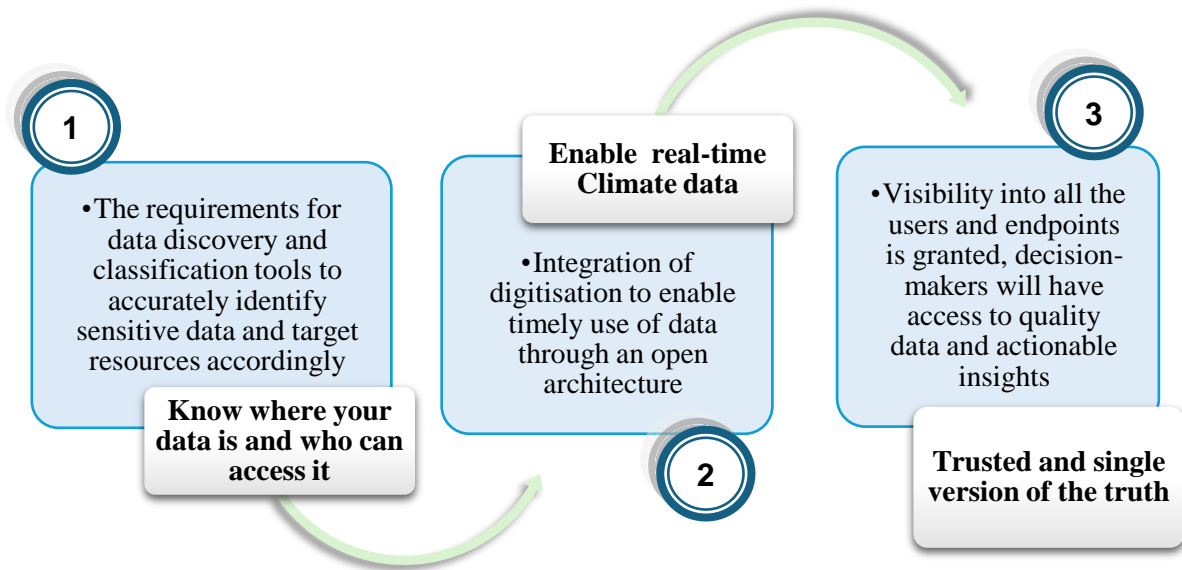 1
•The requirements for
data discovery and
classification tools to
accurately identify
sensitive data and target
resources accordingly
Know where your
data is and who can
access it
Enable real-time
Climate data
•Integration of
digitisation to enable
timely use of data
through an open
architecture
2
3
•Visibility into all the
users and endpoints
is granted, decision-
makers will have
access to quality
data and actionable
insights
Trusted and single
version of the truth